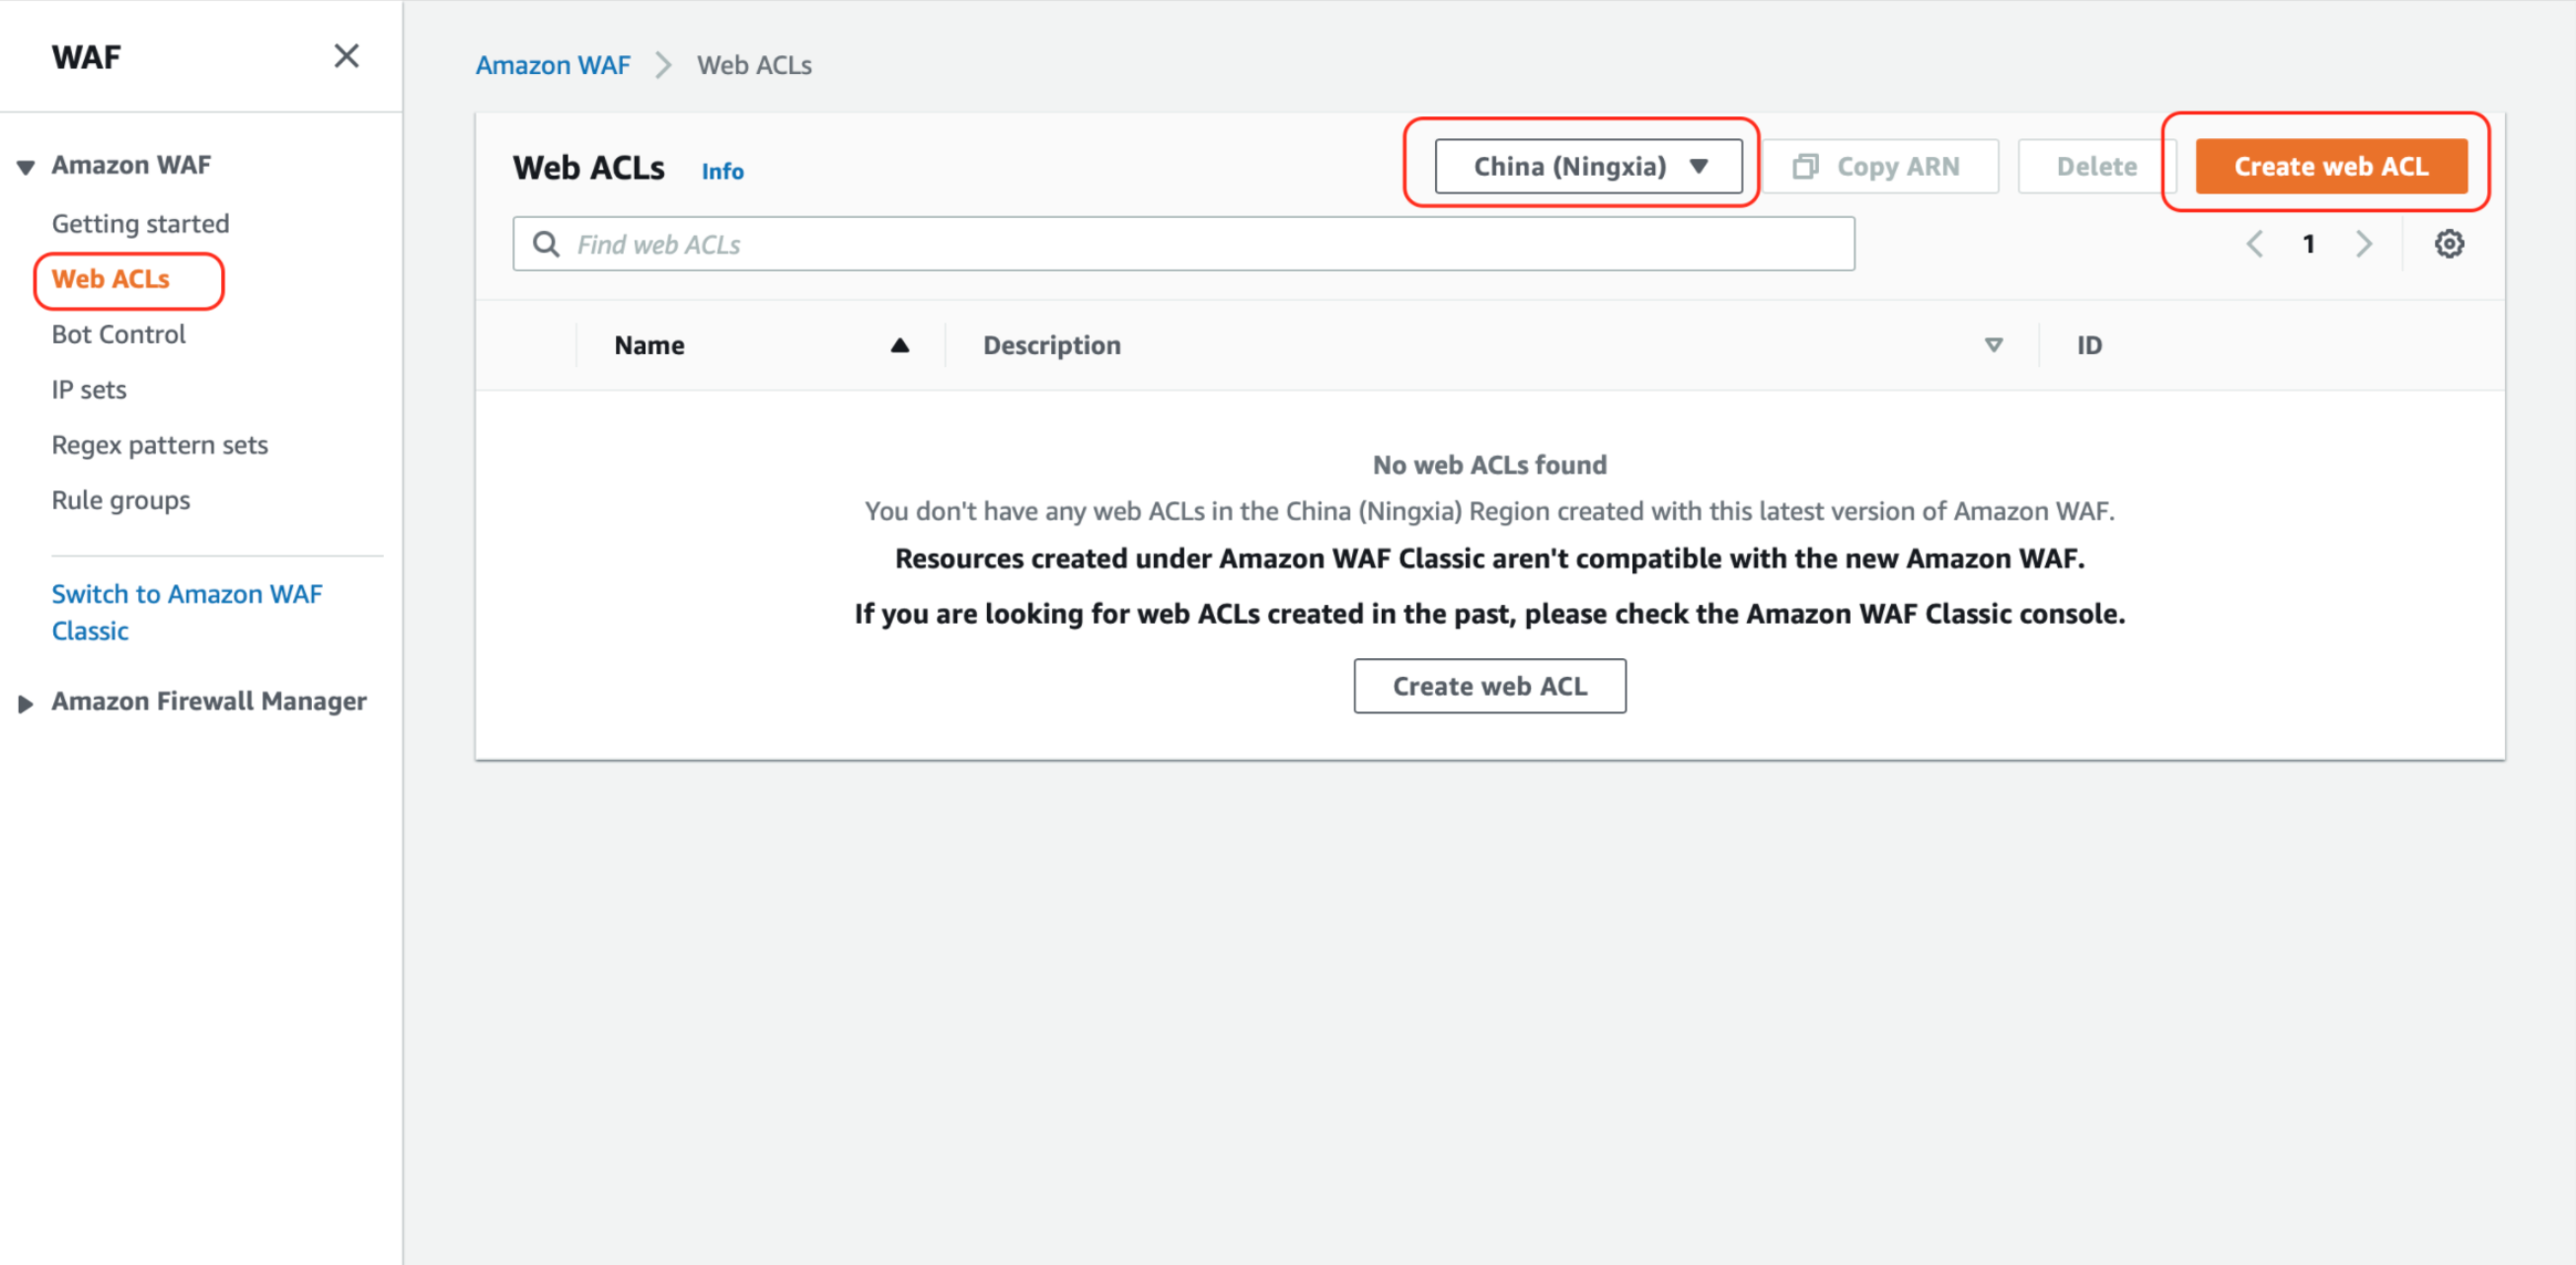 WAF
Amazon WAF
Getting started
Web ACLs
Bot Control
IP sets
Regex pattern sets
Rule groups
Switch to Amazon WAF
Classic
Amazon Firewall Manager
Amazon WAF Web ACLs
Web ACLs Info China (Ningxia) Copy ARN Delete Create web ACL
Find web ACLs 1
Name Description ID
No web ACLs found
You don't have any web ACLs in the China (Ningxia) Region created with this latest version of Amazon WAF.
Resources created under Amazon WAF Classic aren't compatible with the new Amazon WAF.
If you are looking for web ACLs created in the past, please check the Amazon WAF Classic console.
Create web ACL